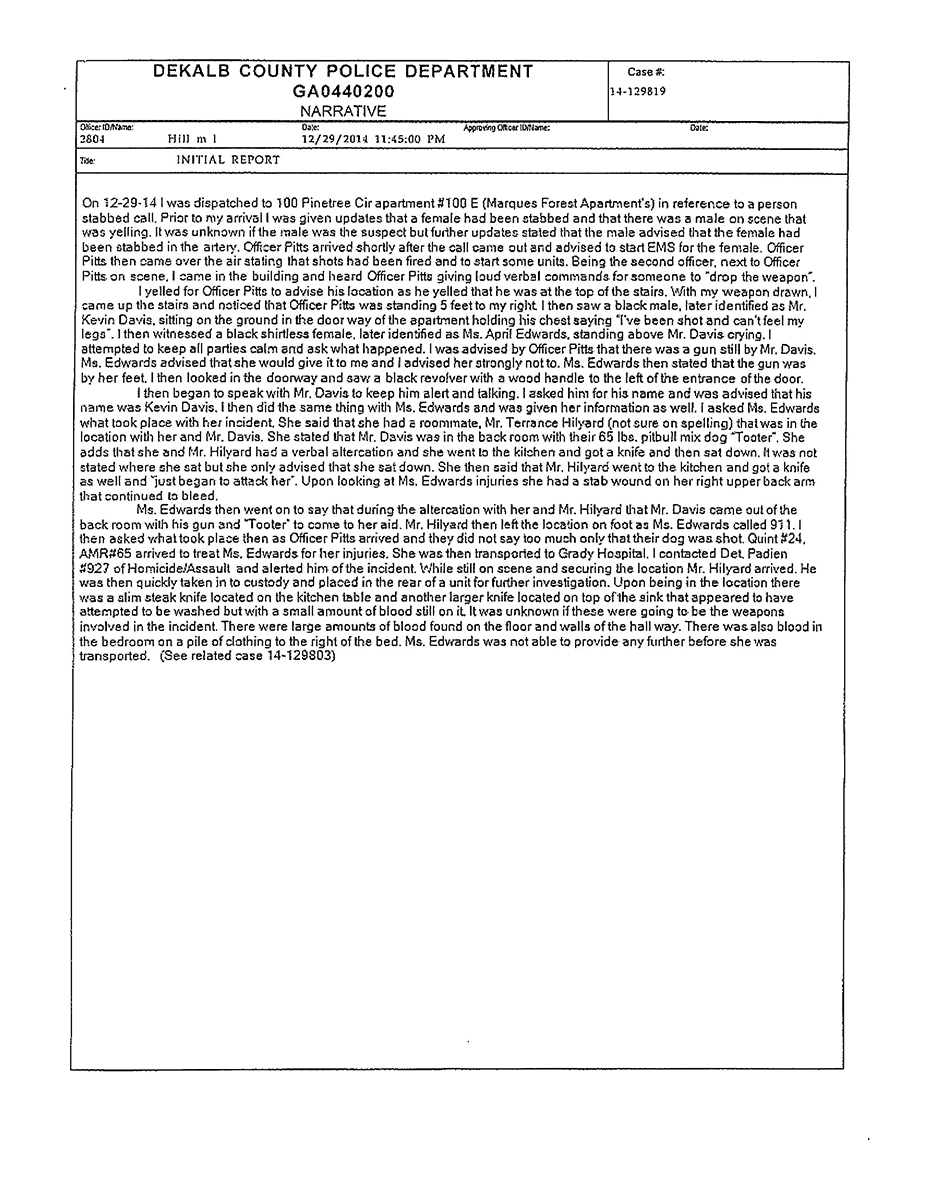 DEKALB COUNTY POLICE DEPARTMENT
GA0440200
NARRATIVE
Case #:
14-129819
Officer ID/Name:
2804 Hill m l
Date:
12/29/2014 11:45:00 PM
Approving Officer ID/Name:
Date:
Title: INITIAL REPORT
On 12-29-14 I was dispatched to 100 Pinetree Cir apartment #100 E (Marques Forest Apartment's) in reference to a person
stabbed call. Prior to my arrival I was given updates that a female had been stabbed and that there was a male on scene that
was yelling. It was unknown if the male was the suspect but further updates stated that the male advised that the female had
been stabbed in the artery. Officer Pitts arrived shortly after the call came out and advised to start EMS for the female. Officer
Pitts then came over the air stating that shots had been fired and to start some units. Being the second officer, next to Officer
Pitts on scene, I came in the building and heard Officer Pitts giving loud verbal commands for someone to "drop the weapon".
I yelled for Officer Pitts to advise his location as he yelled that he was at the top of the stairs. With my weapon drawn, I
came up the stairs and noticed that Officer Pitts was standing 5 feet to my right. I then saw a black male, later identified as Mr.
Kevin Davis, sitting on the ground in the door way of the apartment holding his chest saying "I've been shot and can't feel my
legs". I then witnessed a black shirtless female, later identified as Ms. April Edwards, standing above Mr. Davis crying. I
attempted to keep all parties calm and ask what happened. I was advised by Officer Pitts that there was a gun still by Mr. Davis.
Ms. Edwards advised that she would give it to me and I advised her strongly not to. Ms. Edwards then stated that the gun was
by her feet. I then looked in the doorway and saw a black revolver with a wood handle to the left of the entrance of the door.
I then began to speak with Mr. Davis to keep him alert and talking. I asked him for his name and was advised that his
name was Kevin Davis. I then did the same thing with Ms. Edwards and was given her information as well. I asked Ms. Edwards
what took place with her incident. She said that she had a roommate, Mr. Terrance Hilyard (not sure on spelling) that was in the
location with her and Mr. Davis. She stated that Mr. Davis was in the back room with their 65 lbs. pitbull mix dog "Tooter". She
adds that she and Mr. Hilyard had a verbal altercation and she went to the kitchen and got a knife and then sat down. It was not
stated where she sat but she only advised that she sat down. She then said that Mr. Hilyard went to the kitchen and got a knife
as well and "just began to attack her". Upon looking at Ms. Edwards injuries she had a stab wound on her right upper back arm
that continued to bleed.
Ms. Edwards then went on to say that during the altercation with her and Mr. Hilyard that Mr. Davis came out of the
back room with his gun and "Tooter" to come to her aid. Mr. Hilyard then left the location on foot as Ms. Edwards called 911. I
then asked what took place then as Officer Pitts arrived and they did not say too much only that their dog was shot. Quint #24,
AMR#65 arrived to treat Ms. Edwards for her injuries. She was then transported to Grady Hospital. I contacted Det. Padien
#927 of Homicide/Assault and alerted him of the incident. While still on scene and securing the location Mr. Hilyard arrived. He
was then quickly taken in to custody and placed in the rear of a unit for further investigation. Upon being in the location there
was a slim steak knife located on the kitchen table and another larger knife located on top of the sink that appeared to have
attempted to be washed but with a small amount of blood still on it. It was unknown if these were going to be the weapons
involved in the incident. There were large amounts of blood found on the floor and walls of the hall way. There was also blood in
the bedroom on a pile of clothing to the right of the bed. Ms. Edwards was not able to provide any further before she was
transported. (See related case 14-129803)